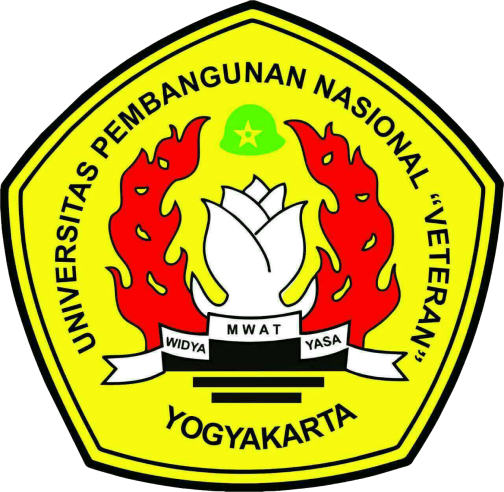 UNIVERSITAS PEMBANGUNAN NASIONAL “VETERAN”
WIDYA MWAT YASA
YOGYAKARTA